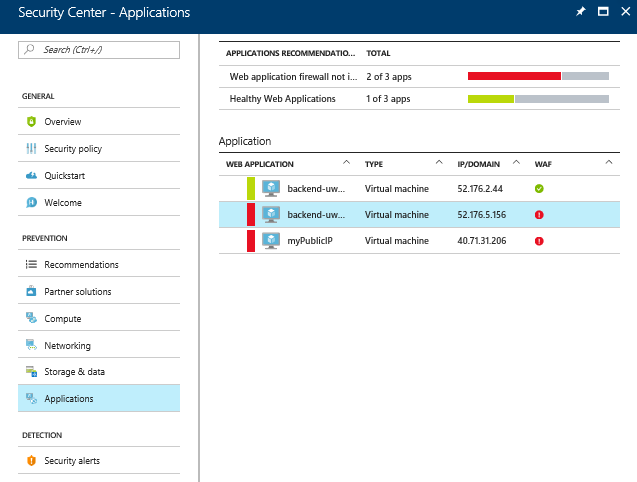 Security Center - Applications
Search (Ctrl+/)
GENERAL
Overview
Security policy
Quickstart
Welcome
PREVENTION
Recommendations
Partner solutions
Compute
Networking
Storage & data
Applications
DETECTION
Security alerts
APPLICATIONS RECOMMENDATIO... TOTAL
Web application firewall not i... 2 of 3 apps
Healthy Web Applications 1 of 3 apps
Application
WEB APPLICATION TYPE IP/DOMAIN WAF
backend-uw... Virtual machine 52.176.2.44
backend-uw... Virtual machine 52.176.5.156
myPublicIP Virtual machine 40.71.31.206